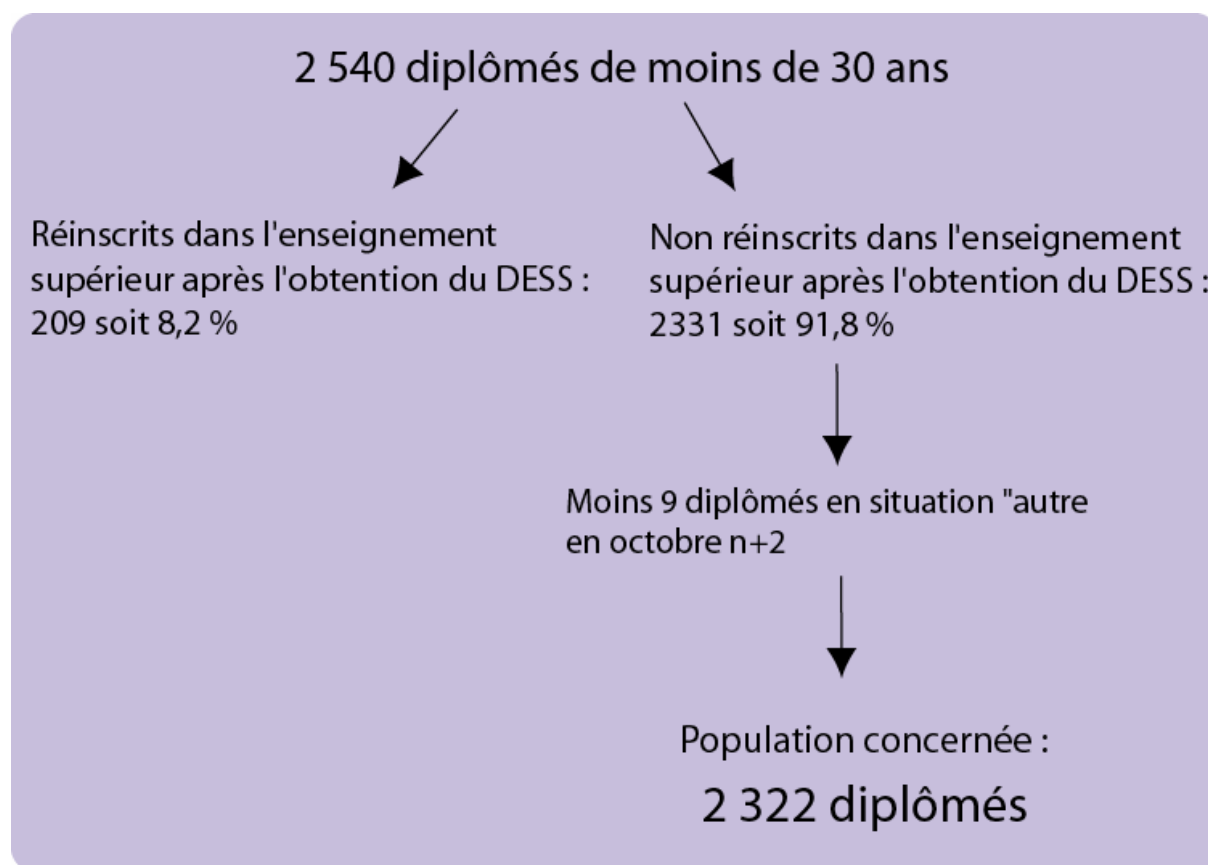 2 540 diplômés de moins de 30 ans
Réinscrits dans l'enseignement
supérieur après l'obtention du DESS :
209 soit 8,2 %
Non réinscrits dans l'enseignement
supérieur après l'obtention du DESS :
2331 soit 91,8 %
Moins 9 diplômés en situation "autre
en octobre n+2
Population concernée :
2 322 diplômés